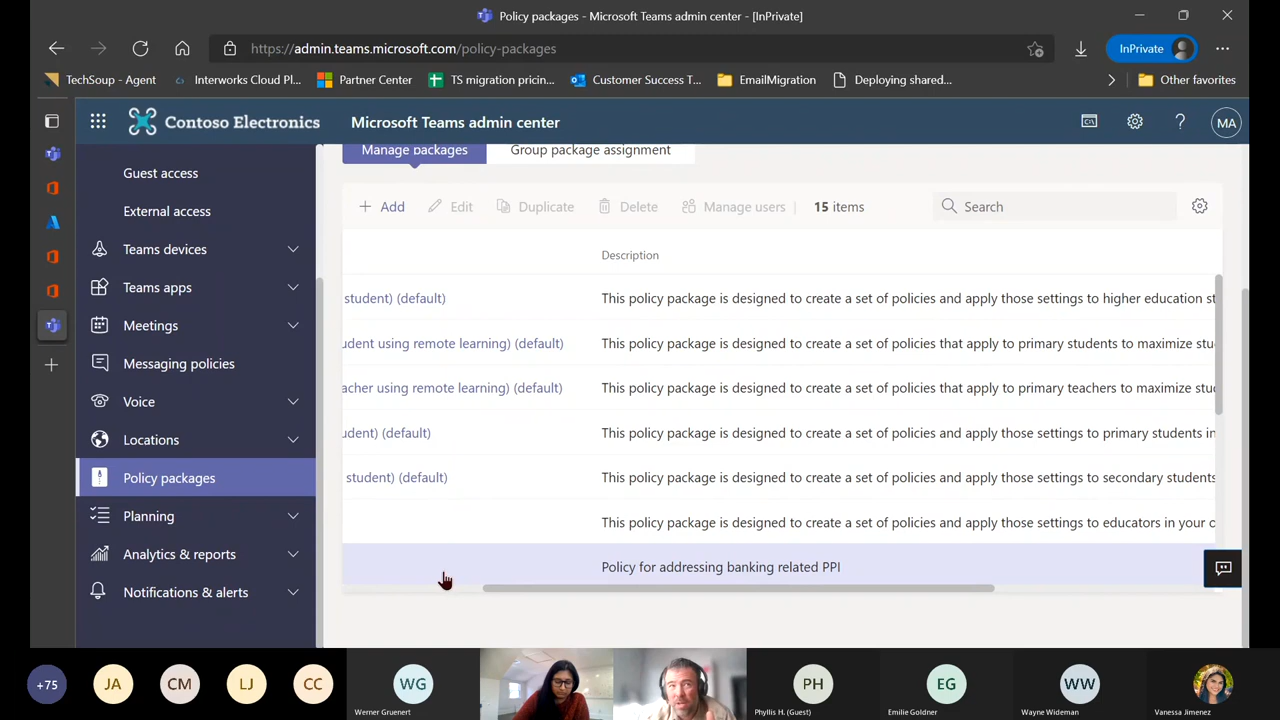 Policy packages - Microsoft Teams admin center - [InPrivate]
https://admin.teams.microsoft.com/policy-packages
InPrivate
TechSoup - Agent
Interworks Cloud Pl...
Partner Center
TS migration pricin...
Customer Success T...
EmailMigration
Deploying shared...
Other favorites
Contoso Electronics
Microsoft Teams admin center
MA
Guest access
External access
Teams devices
Teams apps
Meetings
Messaging policies
Voice
Locations
Policy packages
Planning
Analytics & reports
Notifications & alerts
Manage packages
Group package assignment
Add
Edit
Duplicate
Delete
Manage users
15 items
Search
Description
student) (default)
This policy package is designed to create a set of policies and apply those settings to higher education st
udent using remote learning) (default)
This policy package is designed to create a set of policies that apply to primary students to maximize stu
acher using remote learning) (default)
This policy package is designed to create a set of policies that apply to primary teachers to maximize stu
udent) (default)
This policy package is designed to create a set of policies and apply those settings to primary students in
student) (default)
This policy package is designed to create a set of policies and apply those settings to secondary students
This policy package is designed to create a set of policies and apply those settings to educators in your o
Policy for addressing banking related PPI
+75
JA
CM
LJ
CC
WG
Werner Gruenert
PH
Phyllis H. (Guest)
EG
Emilie Goldner
WW
Wayne Wideman
Vanessa Jimenez